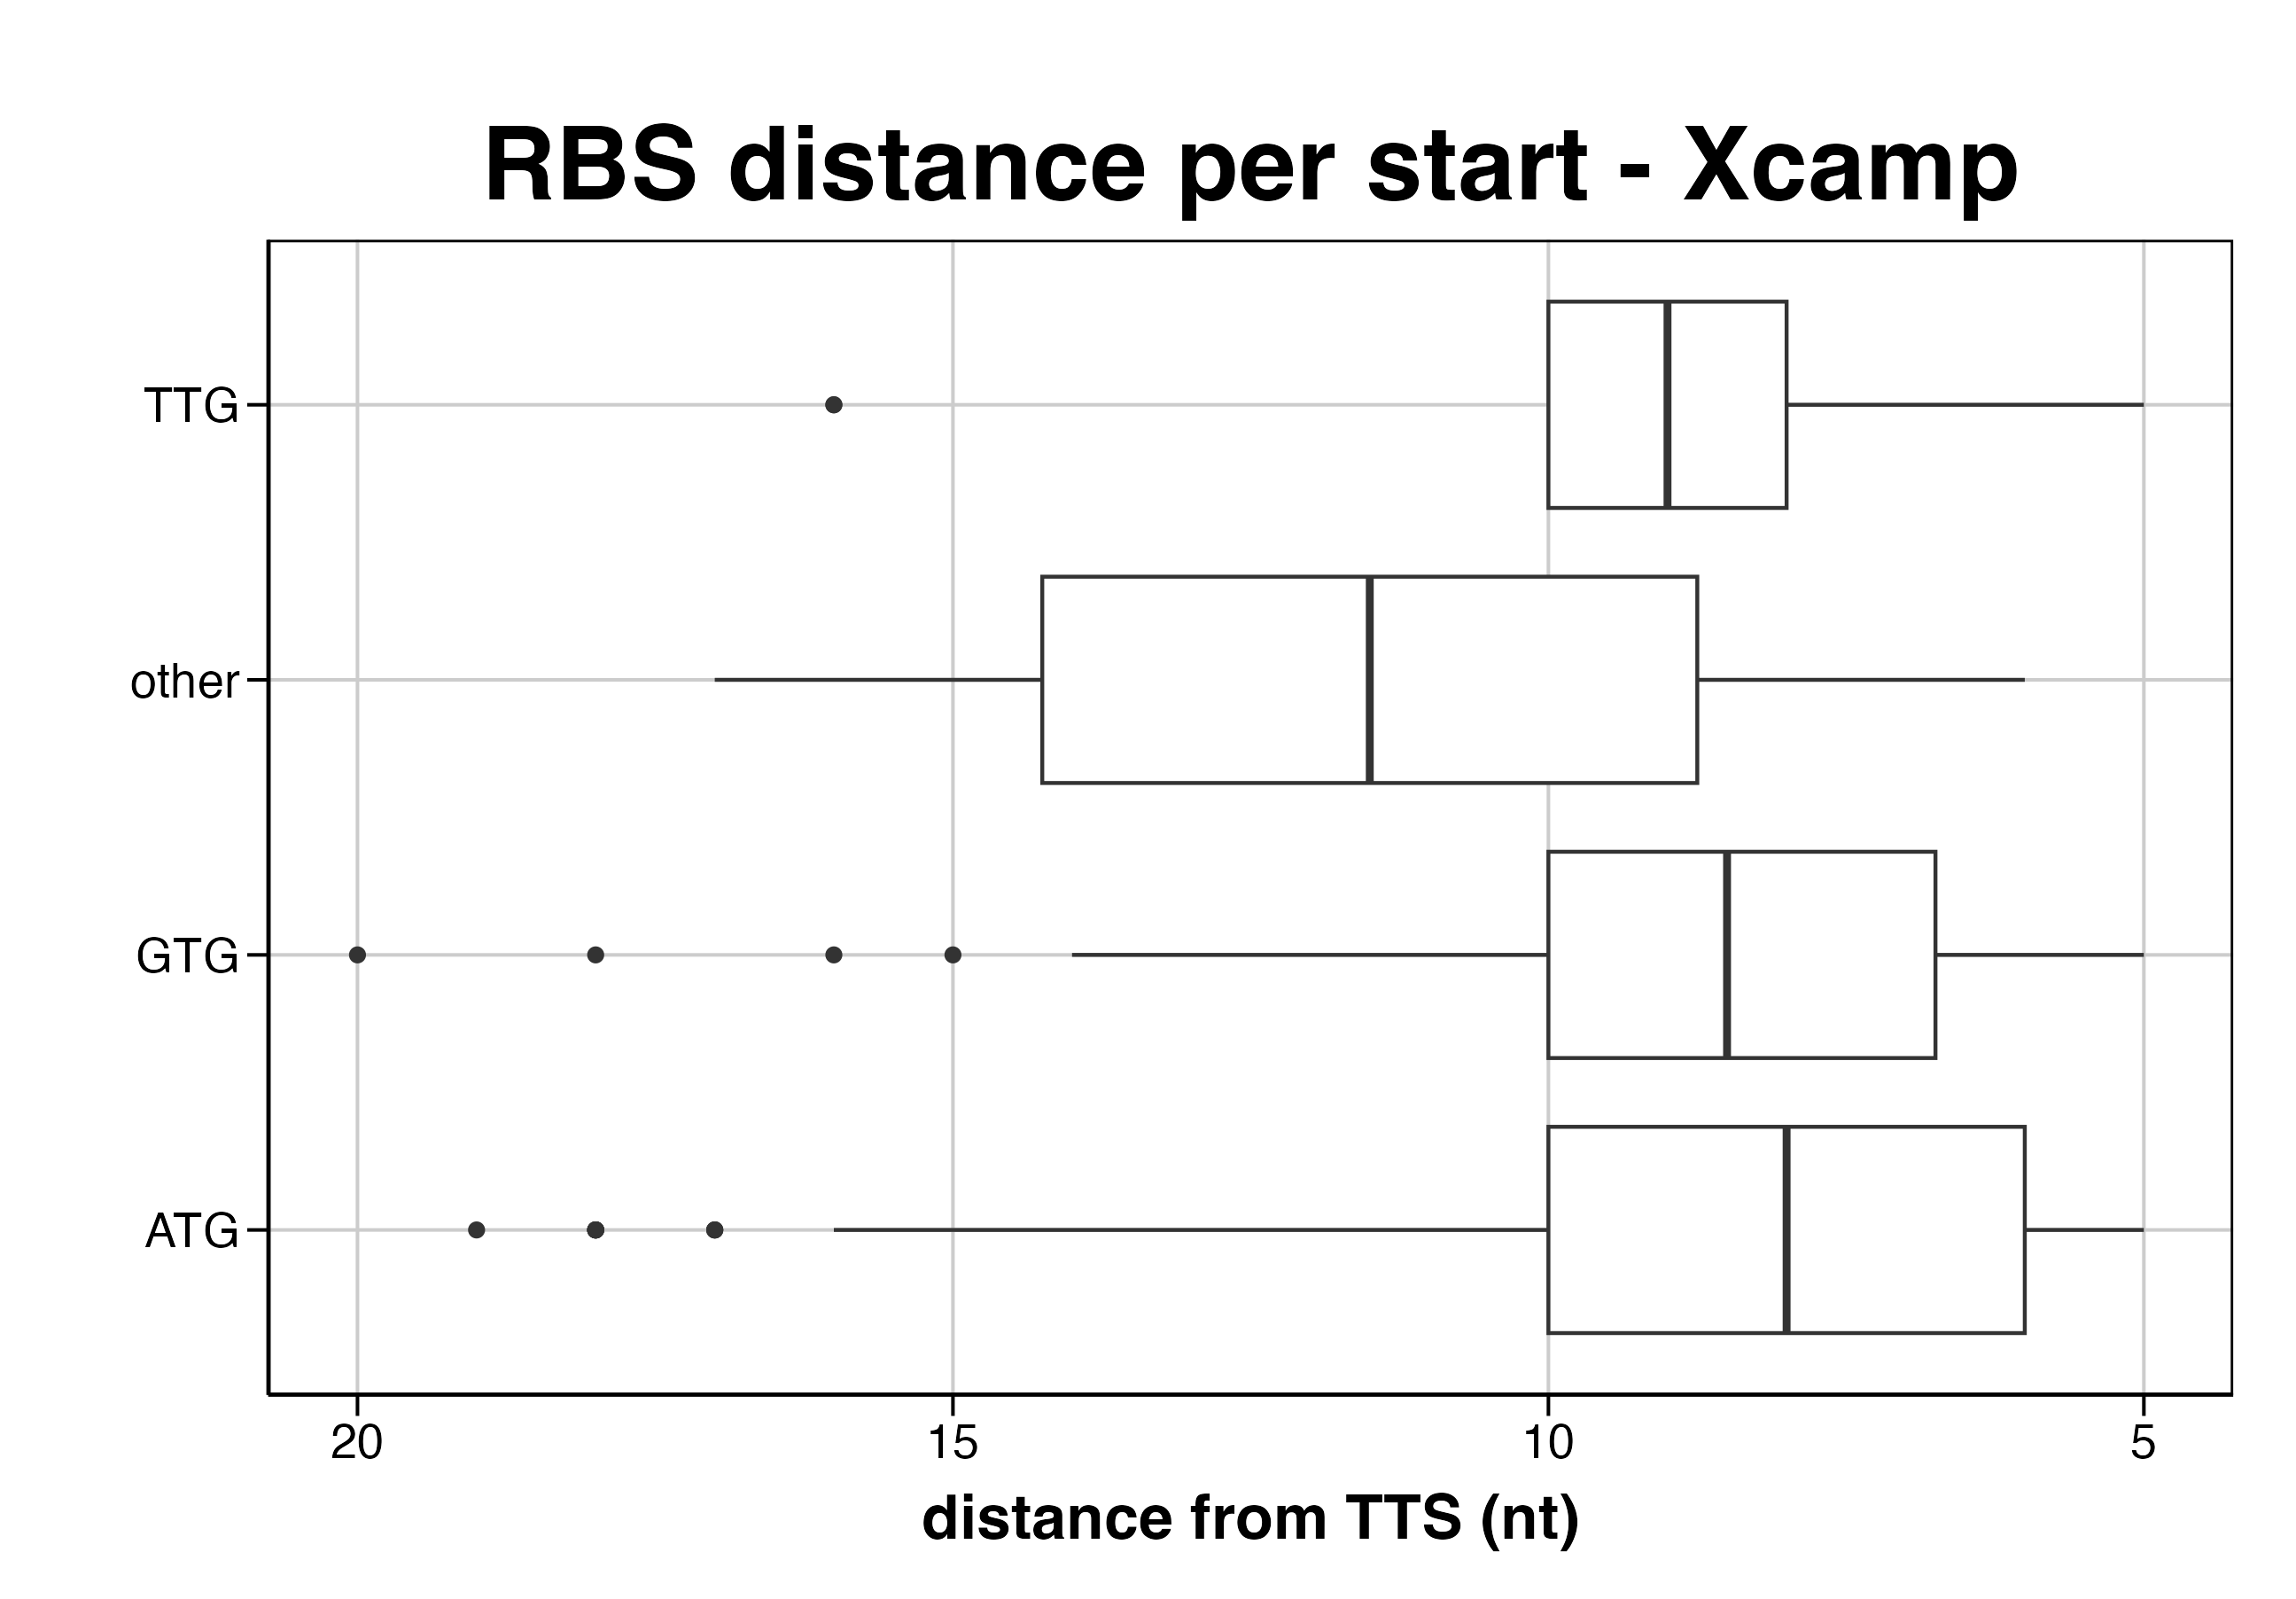 RBS distance per start - Xcamp
TTG
other
GTG
ATG
20 15 10 5
distance from TTS (nt)